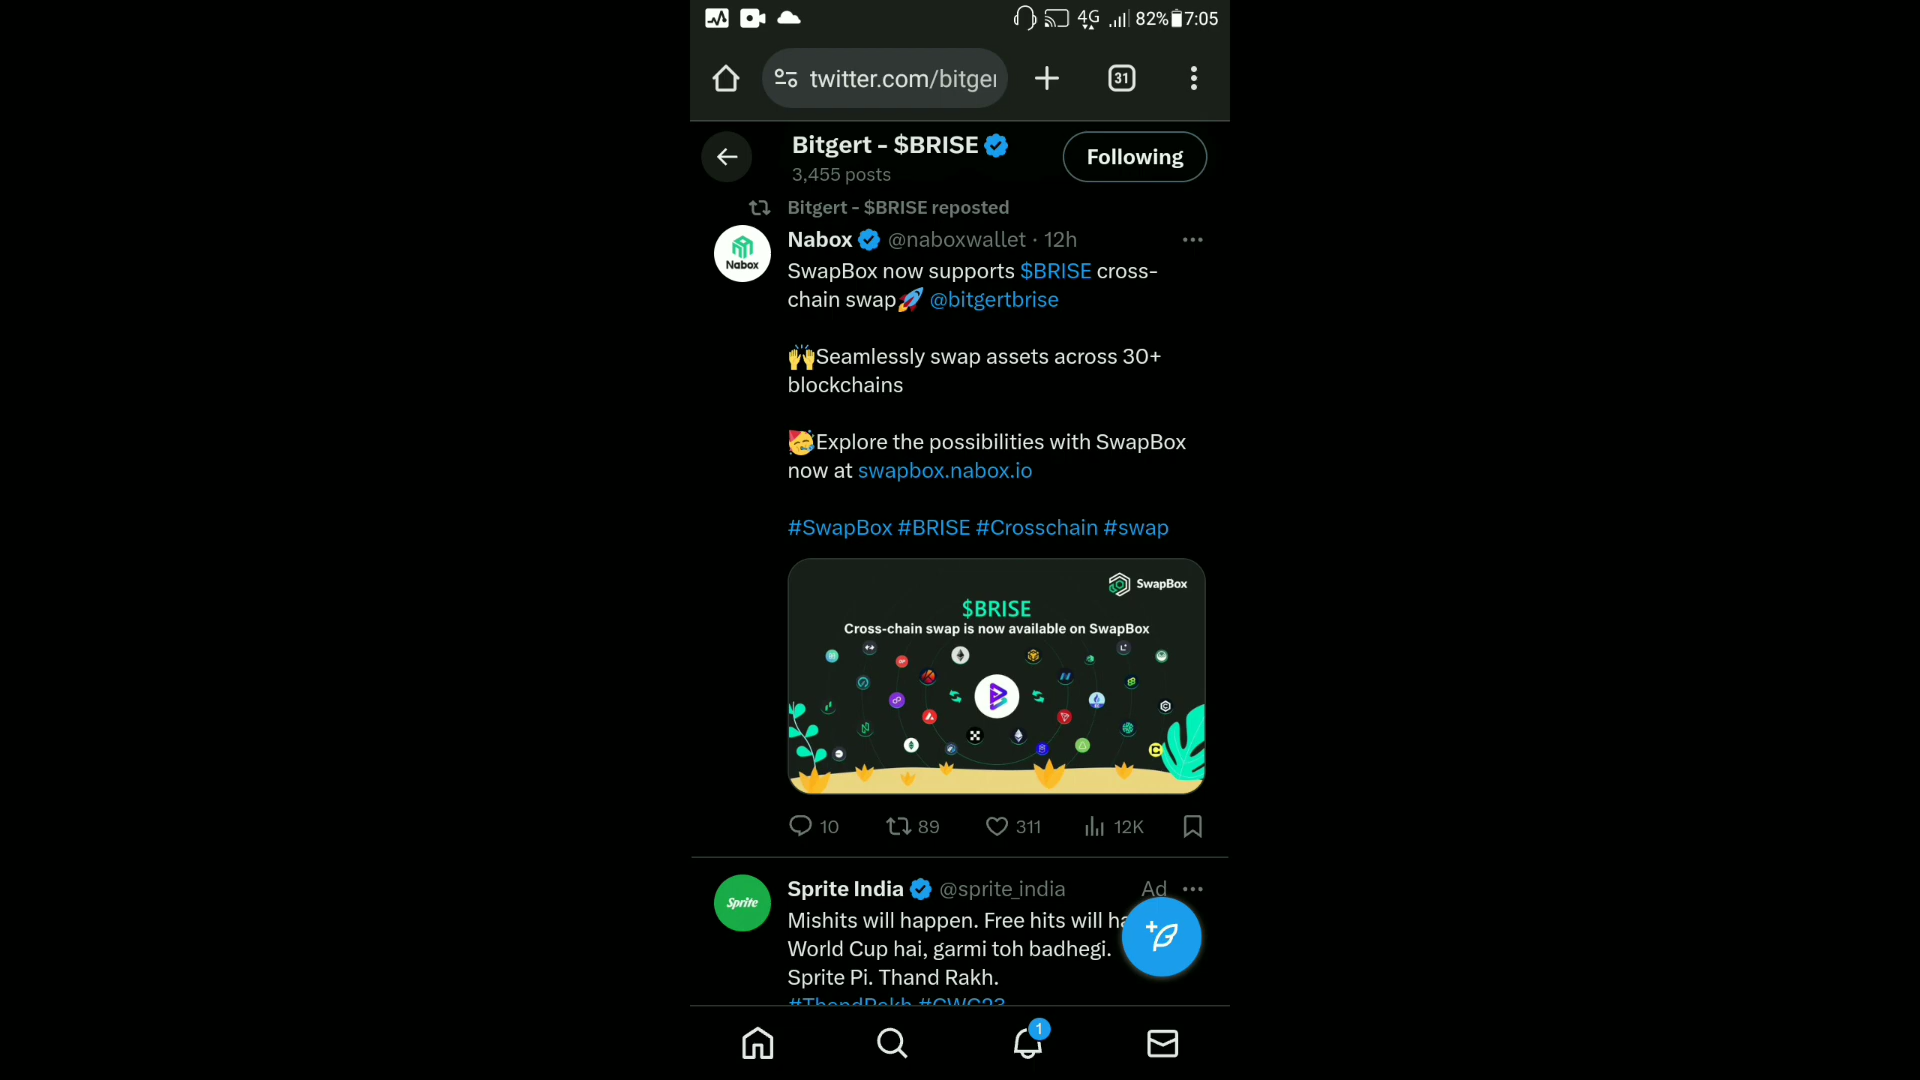 4G 82% 7:05
twitter.com/bitger
31
Bitgert - $BRISE
Following
3,455 posts
Bitgert - $BRISE reposted
Nabox @naboxwallet · 12h
Nabox
SwapBox now supports $BRISE cross-
chain swap🚀 @bitgertbrise
🙌Seamlessly swap assets across 30+
blockchains
🥳Explore the possibilities with SwapBox
now at swapbox.nabox.io
#SwapBox #BRISE #Crosschain #swap
SwapBox
$BRISE
Cross-chain swap is now available on SwapBox
10 89 311 12K
Sprite India @sprite_india Ad
Sprite
Mishits will happen. Free hits will ha
World Cup hai, garmi toh badhegi.
Sprite Pi. Thand Rakh.
#ThandRakh #CWC23
1